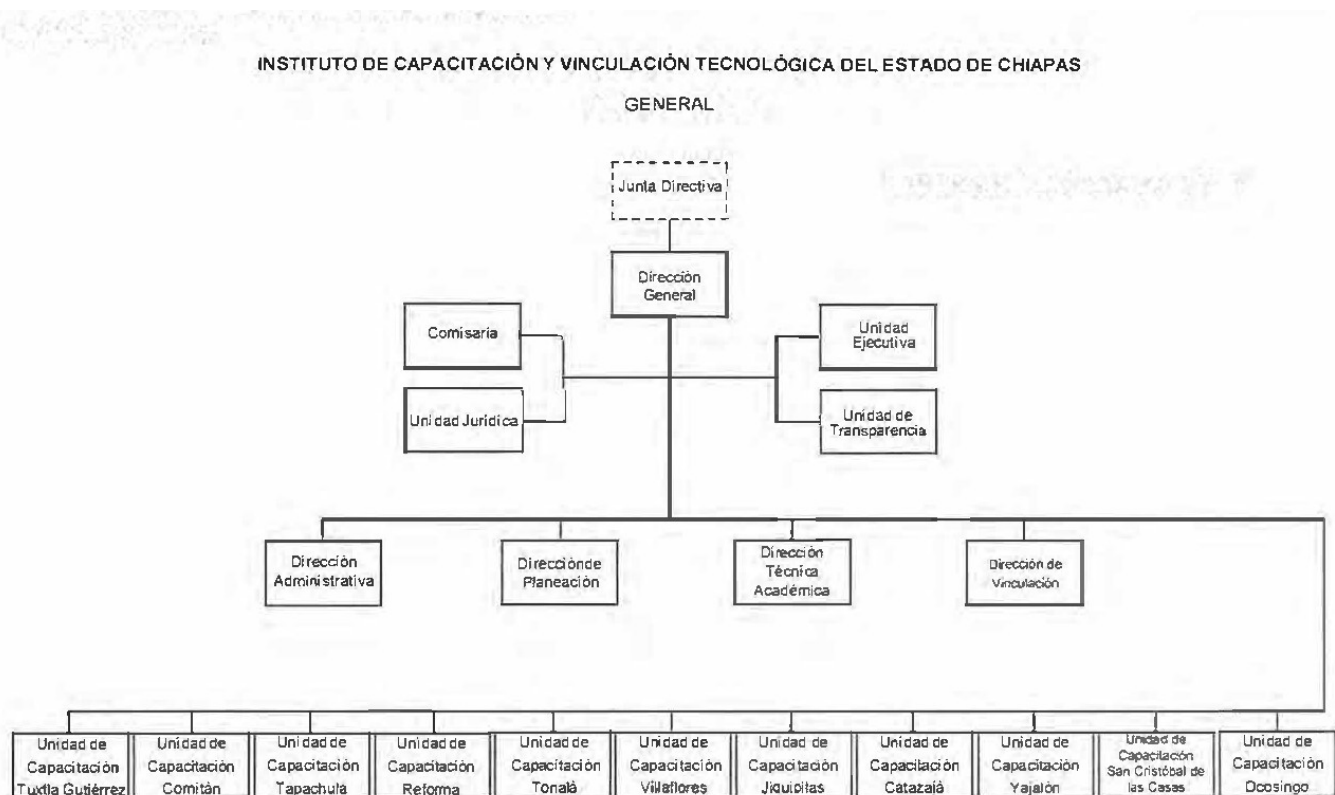 INSTITUTO DE CAPACITACIÓN Y VINCULACIÓN TECNOLÓGICA DEL ESTADO DE CHIAPAS
GENERAL
Junta Directiva
Dirección
General
Comisaria
Unidad
Ejecutiva
Unidad Jurídica
Unidad de
Transparencia
Dirección
Administrativa
Dirección de
Planeación
Dirección
Técnica
Académica
Dirección de
Vinculación
Unidad de
Capacitación
Tuxtla Gutiérrez
Unidad de
Capacitación
Comitán
Unidad de
Capacitación
Tapachula
Unidad de
Capacitación
Reforma
Unidad de
Capacitación
Tonalá
Unidad de
Capacitación
Villaflores
Unidad de
Capacitación
Jiquipilas
Unidad de
Capacitación
Catazajá
Unidad de
Capacitación
Yajalón
Unidad de
Capacitación
San Cristóbal de
las Casas
Unidad de
Capacitación
Ocosingo